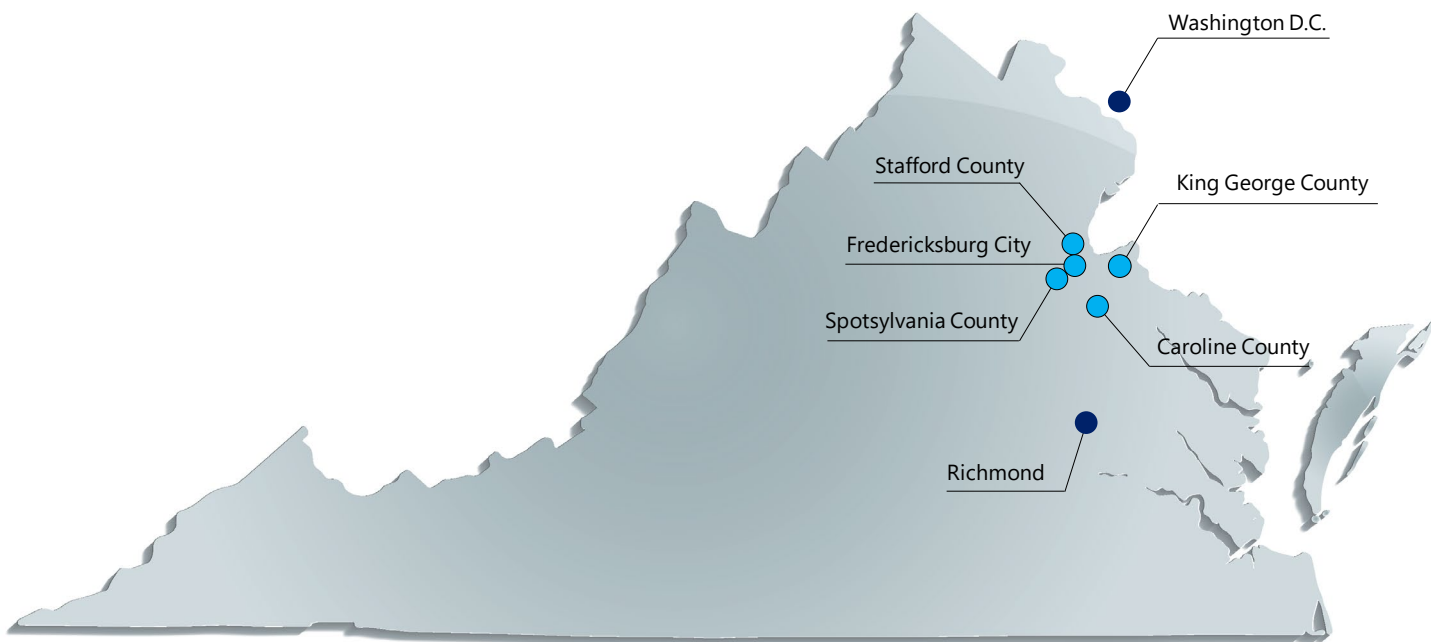 Washington D.C.
Stafford County
King George County
Fredericksburg City
Spotsylvania County
Caroline County
Richmond